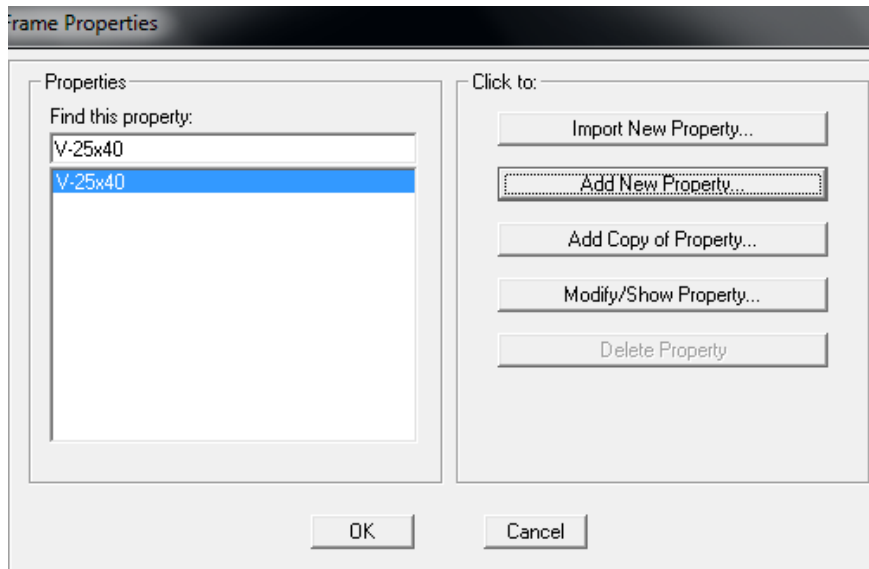 Frame Properties
Properties
Find this property:
V-25x40
V-25x40
Click to:
Import New Property...
Add New Property...
Add Copy of Property...
Modify/Show Property...
Delete Property
OK
Cancel